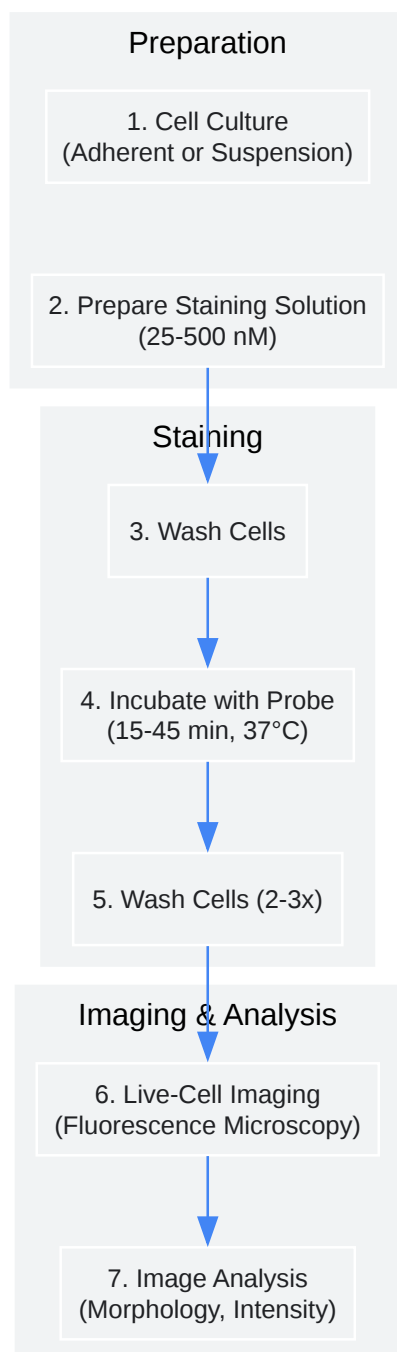 Preparation
1. Cell Culture
(Adherent or Suspension)
2. Prepare Staining Solution
(25-500 nM)
Staining
3. Wash Cells
4. Incubate with Probe
(15-45 min, 37°C)
5. Wash Cells (2-3x)
Imaging & Analysis
6. Live-Cell Imaging
(Fluorescence Microscopy)
7. Image Analysis
(Morphology, Intensity)